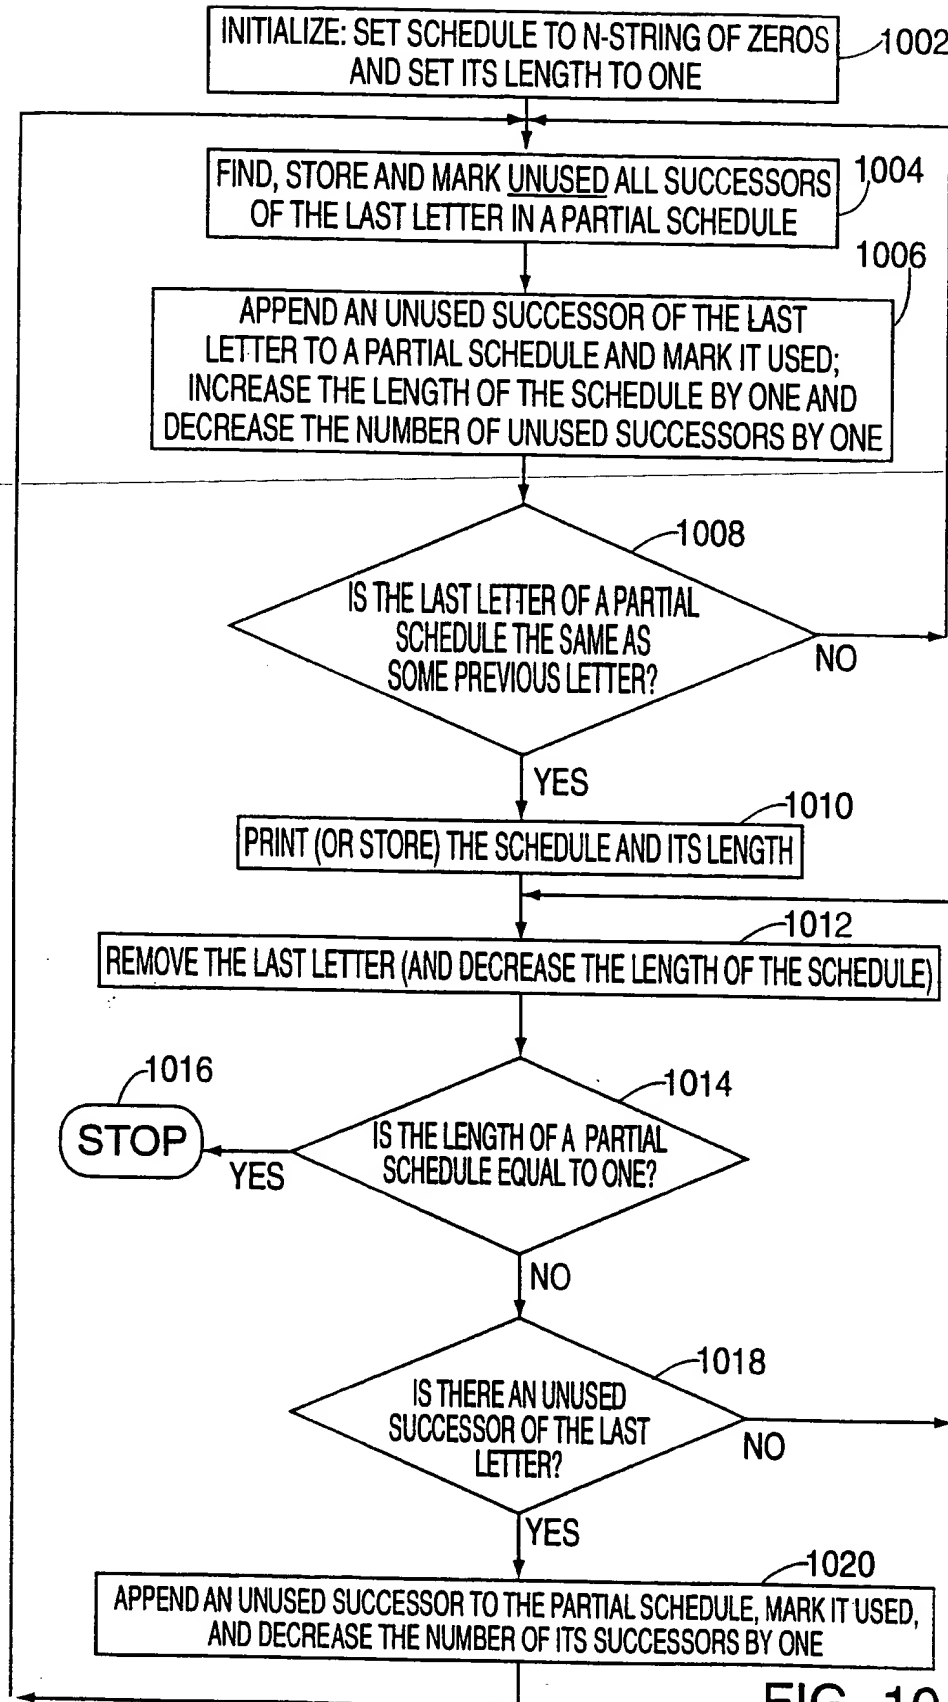 INITIALIZE: SET SCHEDULE TO N-STRING OF ZEROS
AND SET ITS LENGTH TO ONE
1002
FIND, STORE AND MARK UNUSED ALL SUCCESSORS
OF THE LAST LETTER IN A PARTIAL SCHEDULE
1004
1006
APPEND AN UNUSED SUCCESSOR OF THE LAST
LETTER TO A PARTIAL SCHEDULE AND MARK IT USED;
INCREASE THE LENGTH OF THE SCHEDULE BY ONE AND
DECREASE THE NUMBER OF UNUSED SUCCESSORS BY ONE
1008
IS THE LAST LETTER OF A PARTIAL
SCHEDULE THE SAME AS
SOME PREVIOUS LETTER?
NO
YES
1010
PRINT (OR STORE) THE SCHEDULE AND ITS LENGTH
1012
REMOVE THE LAST LETTER (AND DECREASE THE LENGTH OF THE SCHEDULE)
1016
STOP
1014
IS THE LENGTH OF A PARTIAL
SCHEDULE EQUAL TO ONE?
YES
NO
1018
IS THERE AN UNUSED
SUCCESSOR OF THE LAST
LETTER?
NO
YES
1020
APPEND AN UNUSED SUCCESSOR TO THE PARTIAL SCHEDULE, MARK IT USED,
AND DECREASE THE NUMBER OF ITS SUCCESSORS BY ONE
FIG. 10